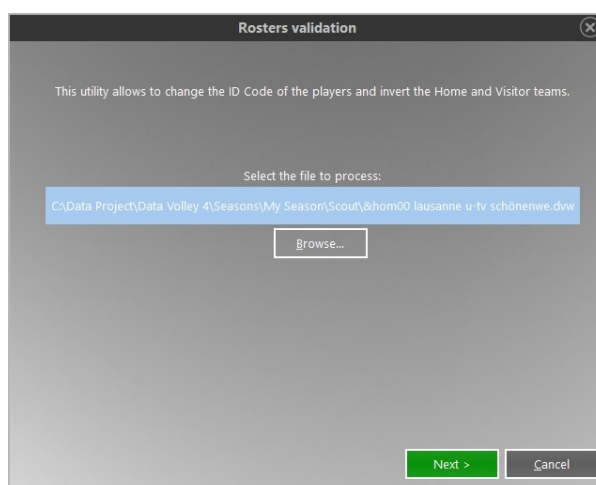 Rosters validation
This utility allows to change the ID Code of the players and invert the Home and Visitor teams.
Select the file to process:
C:\Data Project\Data Volley 4\Seasons\My Season\Scout\&hom00 lausanne u-tv schönenwe.dvw
Browse...
Next > Cancel